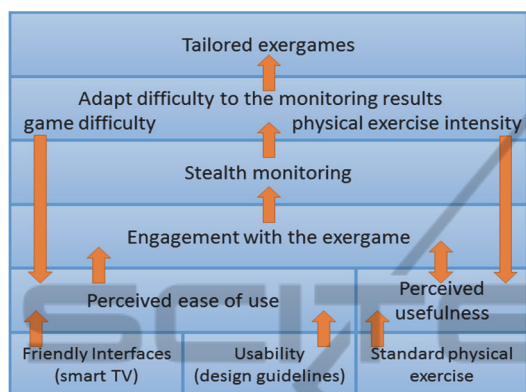 Tailored exergames
Adapt difficulty to the monitoring results
game difficulty physical exercise intensity
Stealth monitoring
Engagement with the exergame
Perceived ease of use
Perceived
usefulness
Friendly Interfaces
(smart TV)
Usability
(design guidelines)
Standard physical
exercise
SCITE